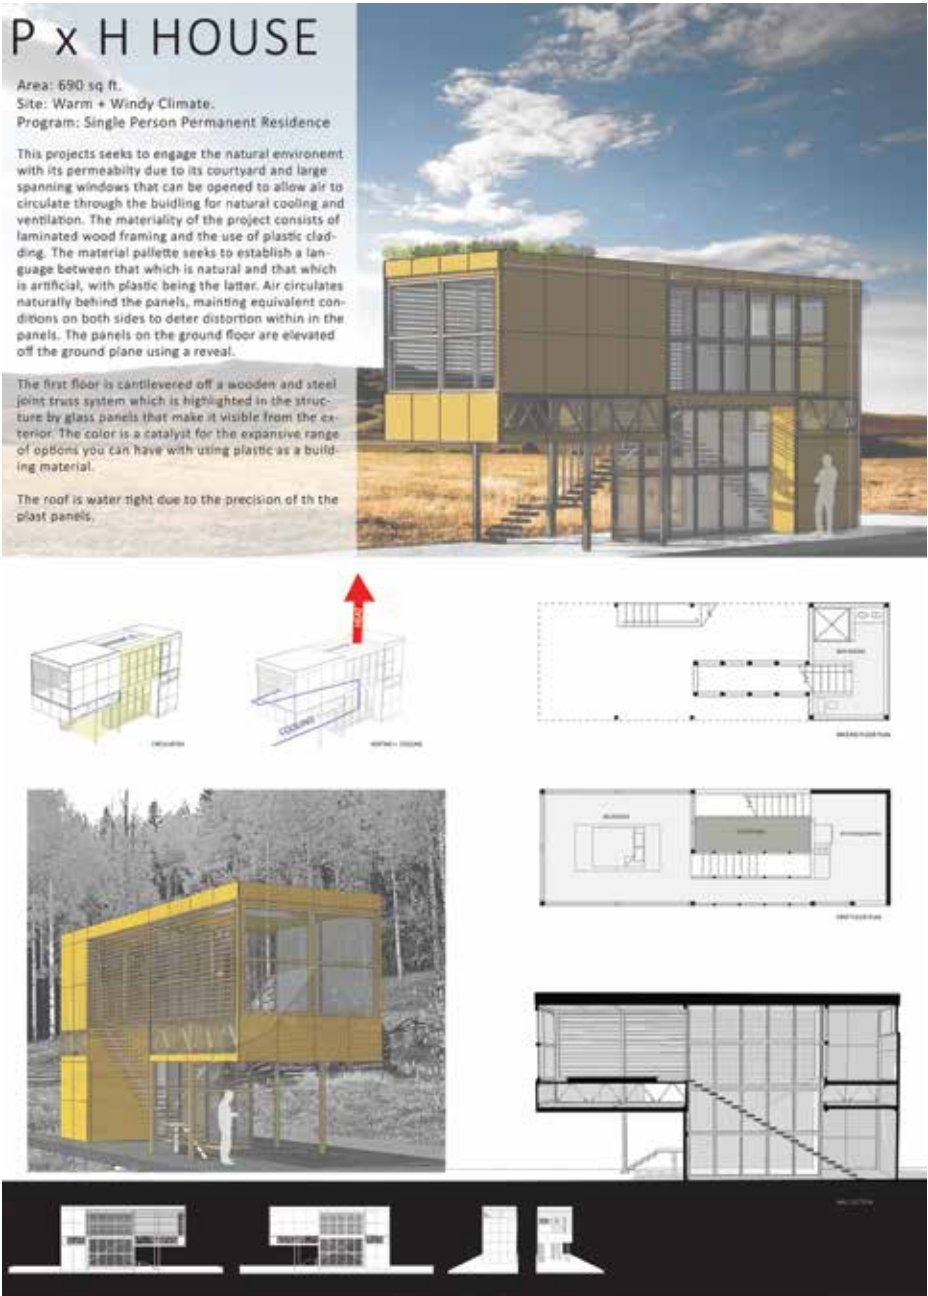 P x H HOUSE
Area: 690 sq ft.
Site: Warm + Windy Climate.
Program: Single Person Permanent Residence
This projects seeks to engage the natural environemt
with its permeabilty due to its courtyard and large
spanning windows that can be opened to allow air to
circulate through the buidling for natural cooling and
ventilation. The materiality of the project consists of
laminated wood framing and the use of plastic clad-
ding. The material pallette seeks to establish a lan-
guage between that which is natural and that which
is artificial, with plastic being the latter. Air circulates
naturally behind the panels, mainting equivalent con-
ditions on both sides to deter distortion within in the
panels. The panels on the ground floor are elevated
off the ground plane using a reveal.
The first floor is cantilevered off a wooden and steel
joint truss system which is highlighted in the struc-
ture by glass panels that make it visible from the ex-
terior. The color is a catalyst for the expansive range
of options you can have with using plastic as a build-
ing material.
The roof is water tight due to the precision of th the
plast panels.
HEAT
COOLING
CIRCULATION
HEATING + COOLING
FIRST FLOOR PLAN